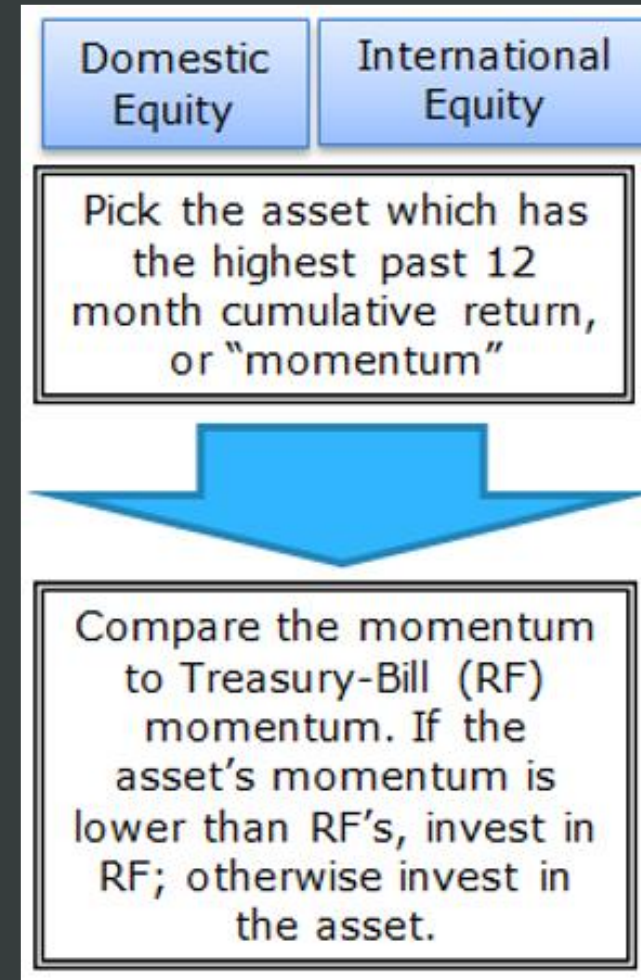 Domestic
Equity
International
Equity
Pick the asset which has
the highest past 12
month cumulative return,
or “momentum”
Compare the momentum
to Treasury-Bill (RF)
momentum. If the
asset’s momentum is
lower than RF’s, invest in
RF; otherwise invest in
the asset.